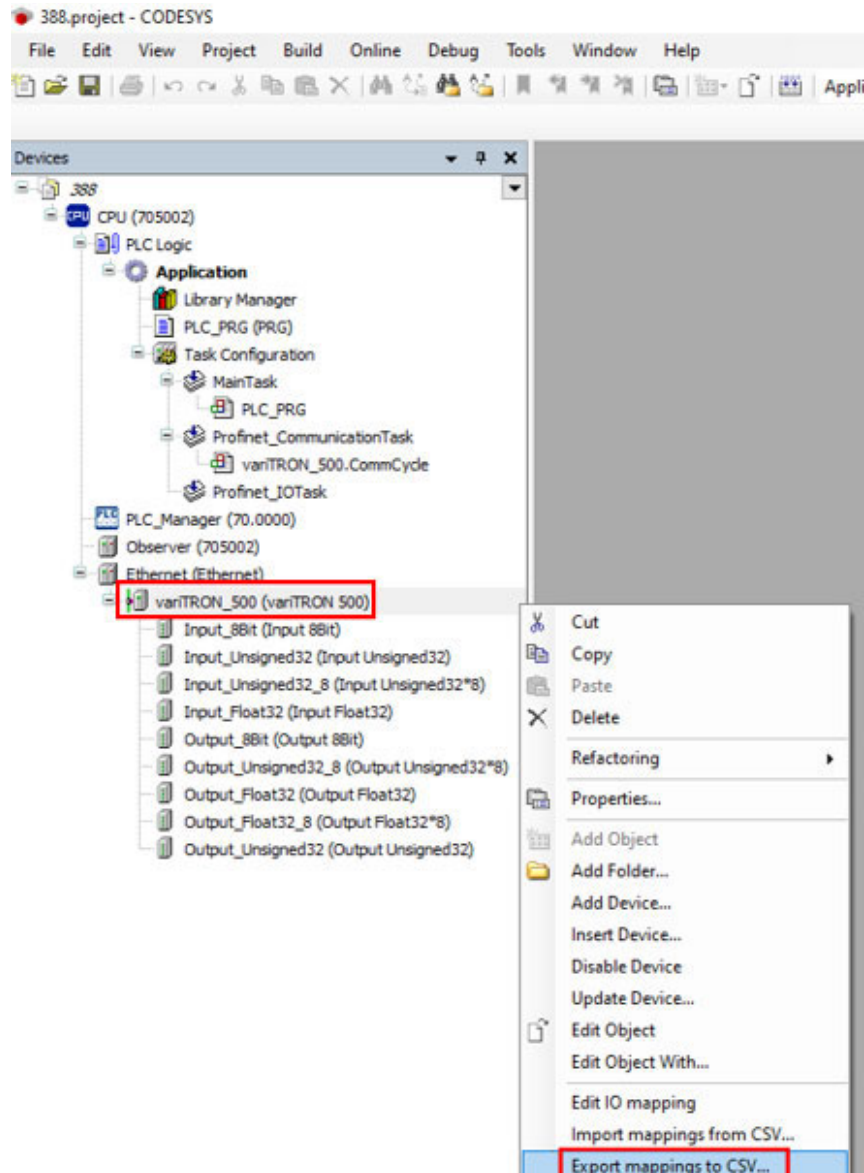 388.project - CODESYS
File Edit View Project Build Online Debug Tools Window Help
Appli
Devices
388
CPU CPU (705002)
PLC Logic
Application
Library Manager
PLC_PRG (PRG)
Task Configuration
MainTask
PLC_PRG
Profinet_CommunicationTask
variTRON_500.CommCycle
Profinet_IOTask
PLC PLC_Manager (70.0000)
Observer (705002)
Ethernet (Ethernet)
variTRON_500 (variTRON 500)
Input_8Bit (Input 8Bit)
Input_Unsigned32 (Input Unsigned32)
Input_Unsigned32_8 (Input Unsigned32*8)
Input_Float32 (Input Float32)
Output_8Bit (Output 8Bit)
Output_Unsigned32_8 (Output Unsigned32*8)
Output_Float32 (Output Float32)
Output_Float32_8 (Output Float32*8)
Output_Unsigned32 (Output Unsigned32)
Cut
Copy
Paste
Delete
Refactoring
Properties...
Add Object
Add Folder...
Add Device...
Insert Device...
Disable Device
Update Device...
Edit Object
Edit Object With...
Edit IO mapping
Import mappings from CSV...
Export mappings to CSV...